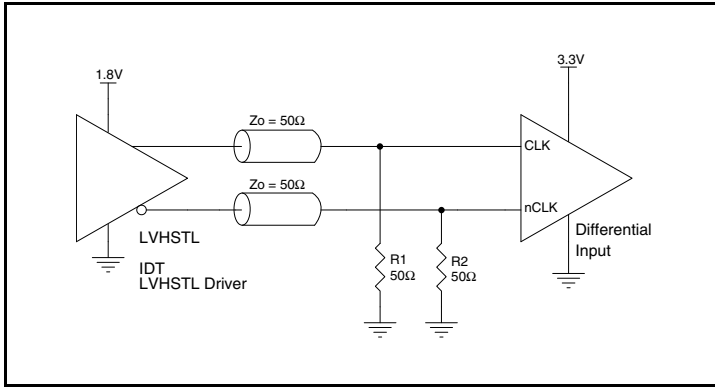 1.8V
3.3V
Zo = 50Ω
CLK
Zo = 50Ω
nCLK
LVHSTL
IDT
LVHSTL Driver
R1
50Ω
R2
50Ω
Differential
Input